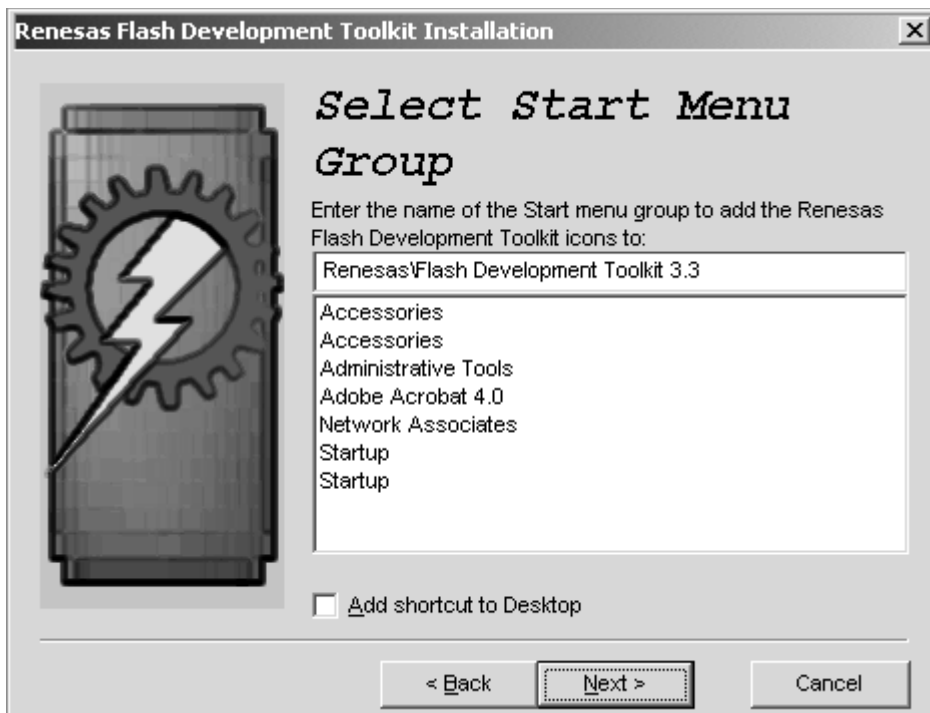 Renesas Flash Development Toolkit Installation
Select Start Menu
Group
Enter the name of the Start menu group to add the Renesas
Flash Development Toolkit icons to:
Renesas\Flash Development Toolkit 3.3
Accessories
Accessories
Administrative Tools
Adobe Acrobat 4.0
Network Associates
Startup
Startup
Add shortcut to Desktop
< Back
Next >
Cancel